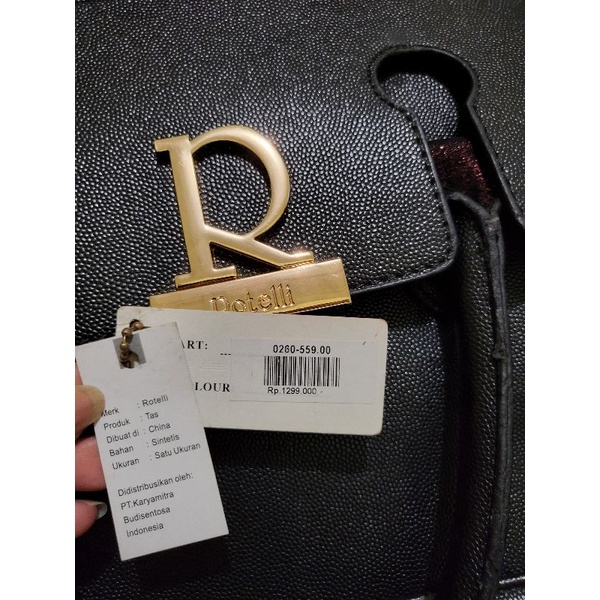 R
Rotelli
ART: ---
0260-559.00
Rp.1299.000 -
LOUR
Merk : Rotelli
Produk : Tas
Dibuat di : China
Bahan : Sintetis
Ukuran : Satu Ukuran
Didistribusikan oleh:
PT.Karyamitra
Budisentosa
Indonesia